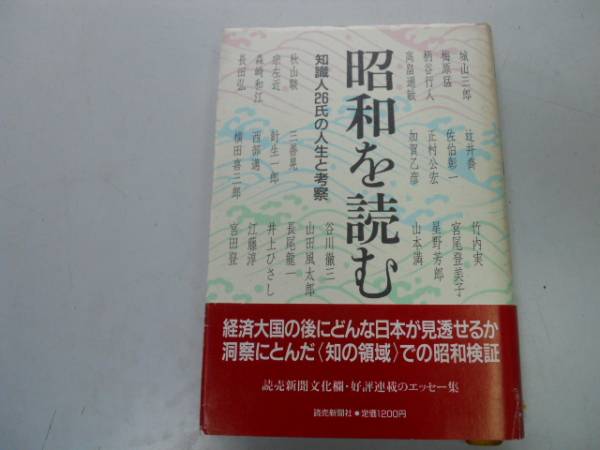 昭和を読む
知識人26氏の人生と考察
城山三郎
梅原猛
柄谷行人
高畠通敏
辻井喬
佐伯彰一
正村公宏
加賀乙彦
竹内実
宮尾登美子
星野芳郎
山本満
秋山駿
宗左近
森崎和江
長田弘
三善晃
針生一郎
西部邁
横田喜三郎
谷川徹三
山田風太郎
長尾龍一
井上ひさし
江藤淳
宮田登
経済大国の後にどんな日本が見透せるか
洞察にとんだ〈知の領域〉での昭和検証
読売新聞文化欄・好評連載のエッセー集
読売新聞社●定価1200円